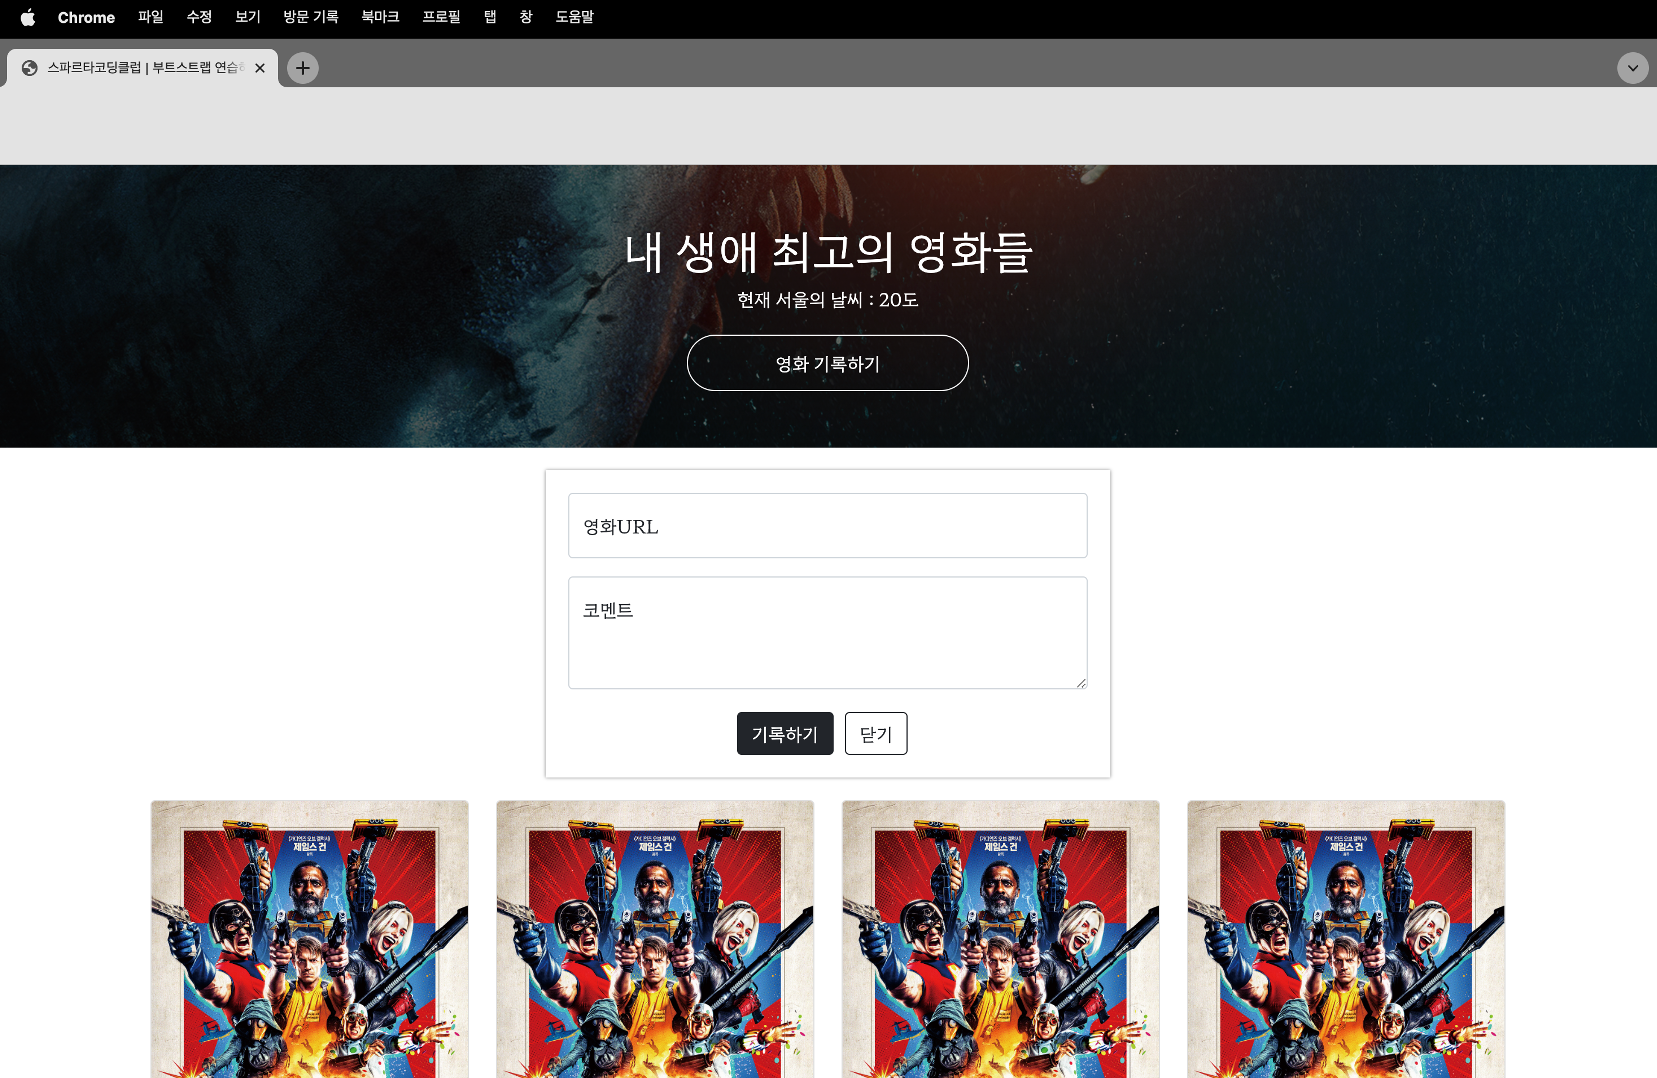 Chrome 파일 수정 보기 방문 기록 북마크 프로필 탭 창 도움말
스파르타코딩클럽 | 부트스트랩 연습
내 생애 최고의 영화들
현재 서울의 날씨 : 20도
영화 기록하기
영화URL
코멘트
기록하기 닫기
제임스 건 제임스 건 제임스 건 제임스 건